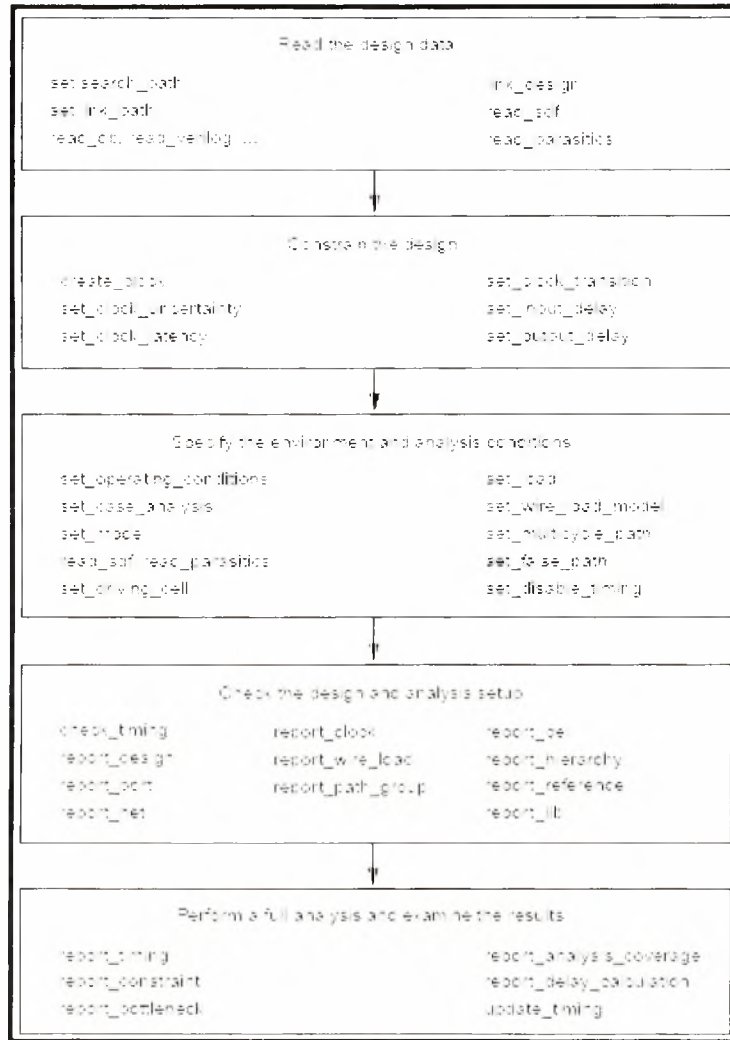 Read the design data
set search_path
set link_path
read_db, read_verilog, ...
link_design
read_sdf
read_parasitics
Constrain the design
create_clock
set_clock_uncertainty
set_clock_latency
set_clock_transition
set_input_delay
set_output_delay
Specify the environment and analysis conditions
set_operating_conditions
set_case_analysis
set_mode
read_sdf, read_parasitics
set_driving_cell
set_load
set_wire_load_model
set_multicycle_path
set_false_path
set_disable_timing
Check the design and analysis setup
check_timing
report_design
report_port
report_net
report_clock
report_wire_load
report_path_group
report_cell
report_hierarchy
report_reference
report_lib
Perform a full analysis and examine the results
report_timing
report_constraint
report_bottleneck
report_analysis_coverage
report_delay_calculation
update_timing